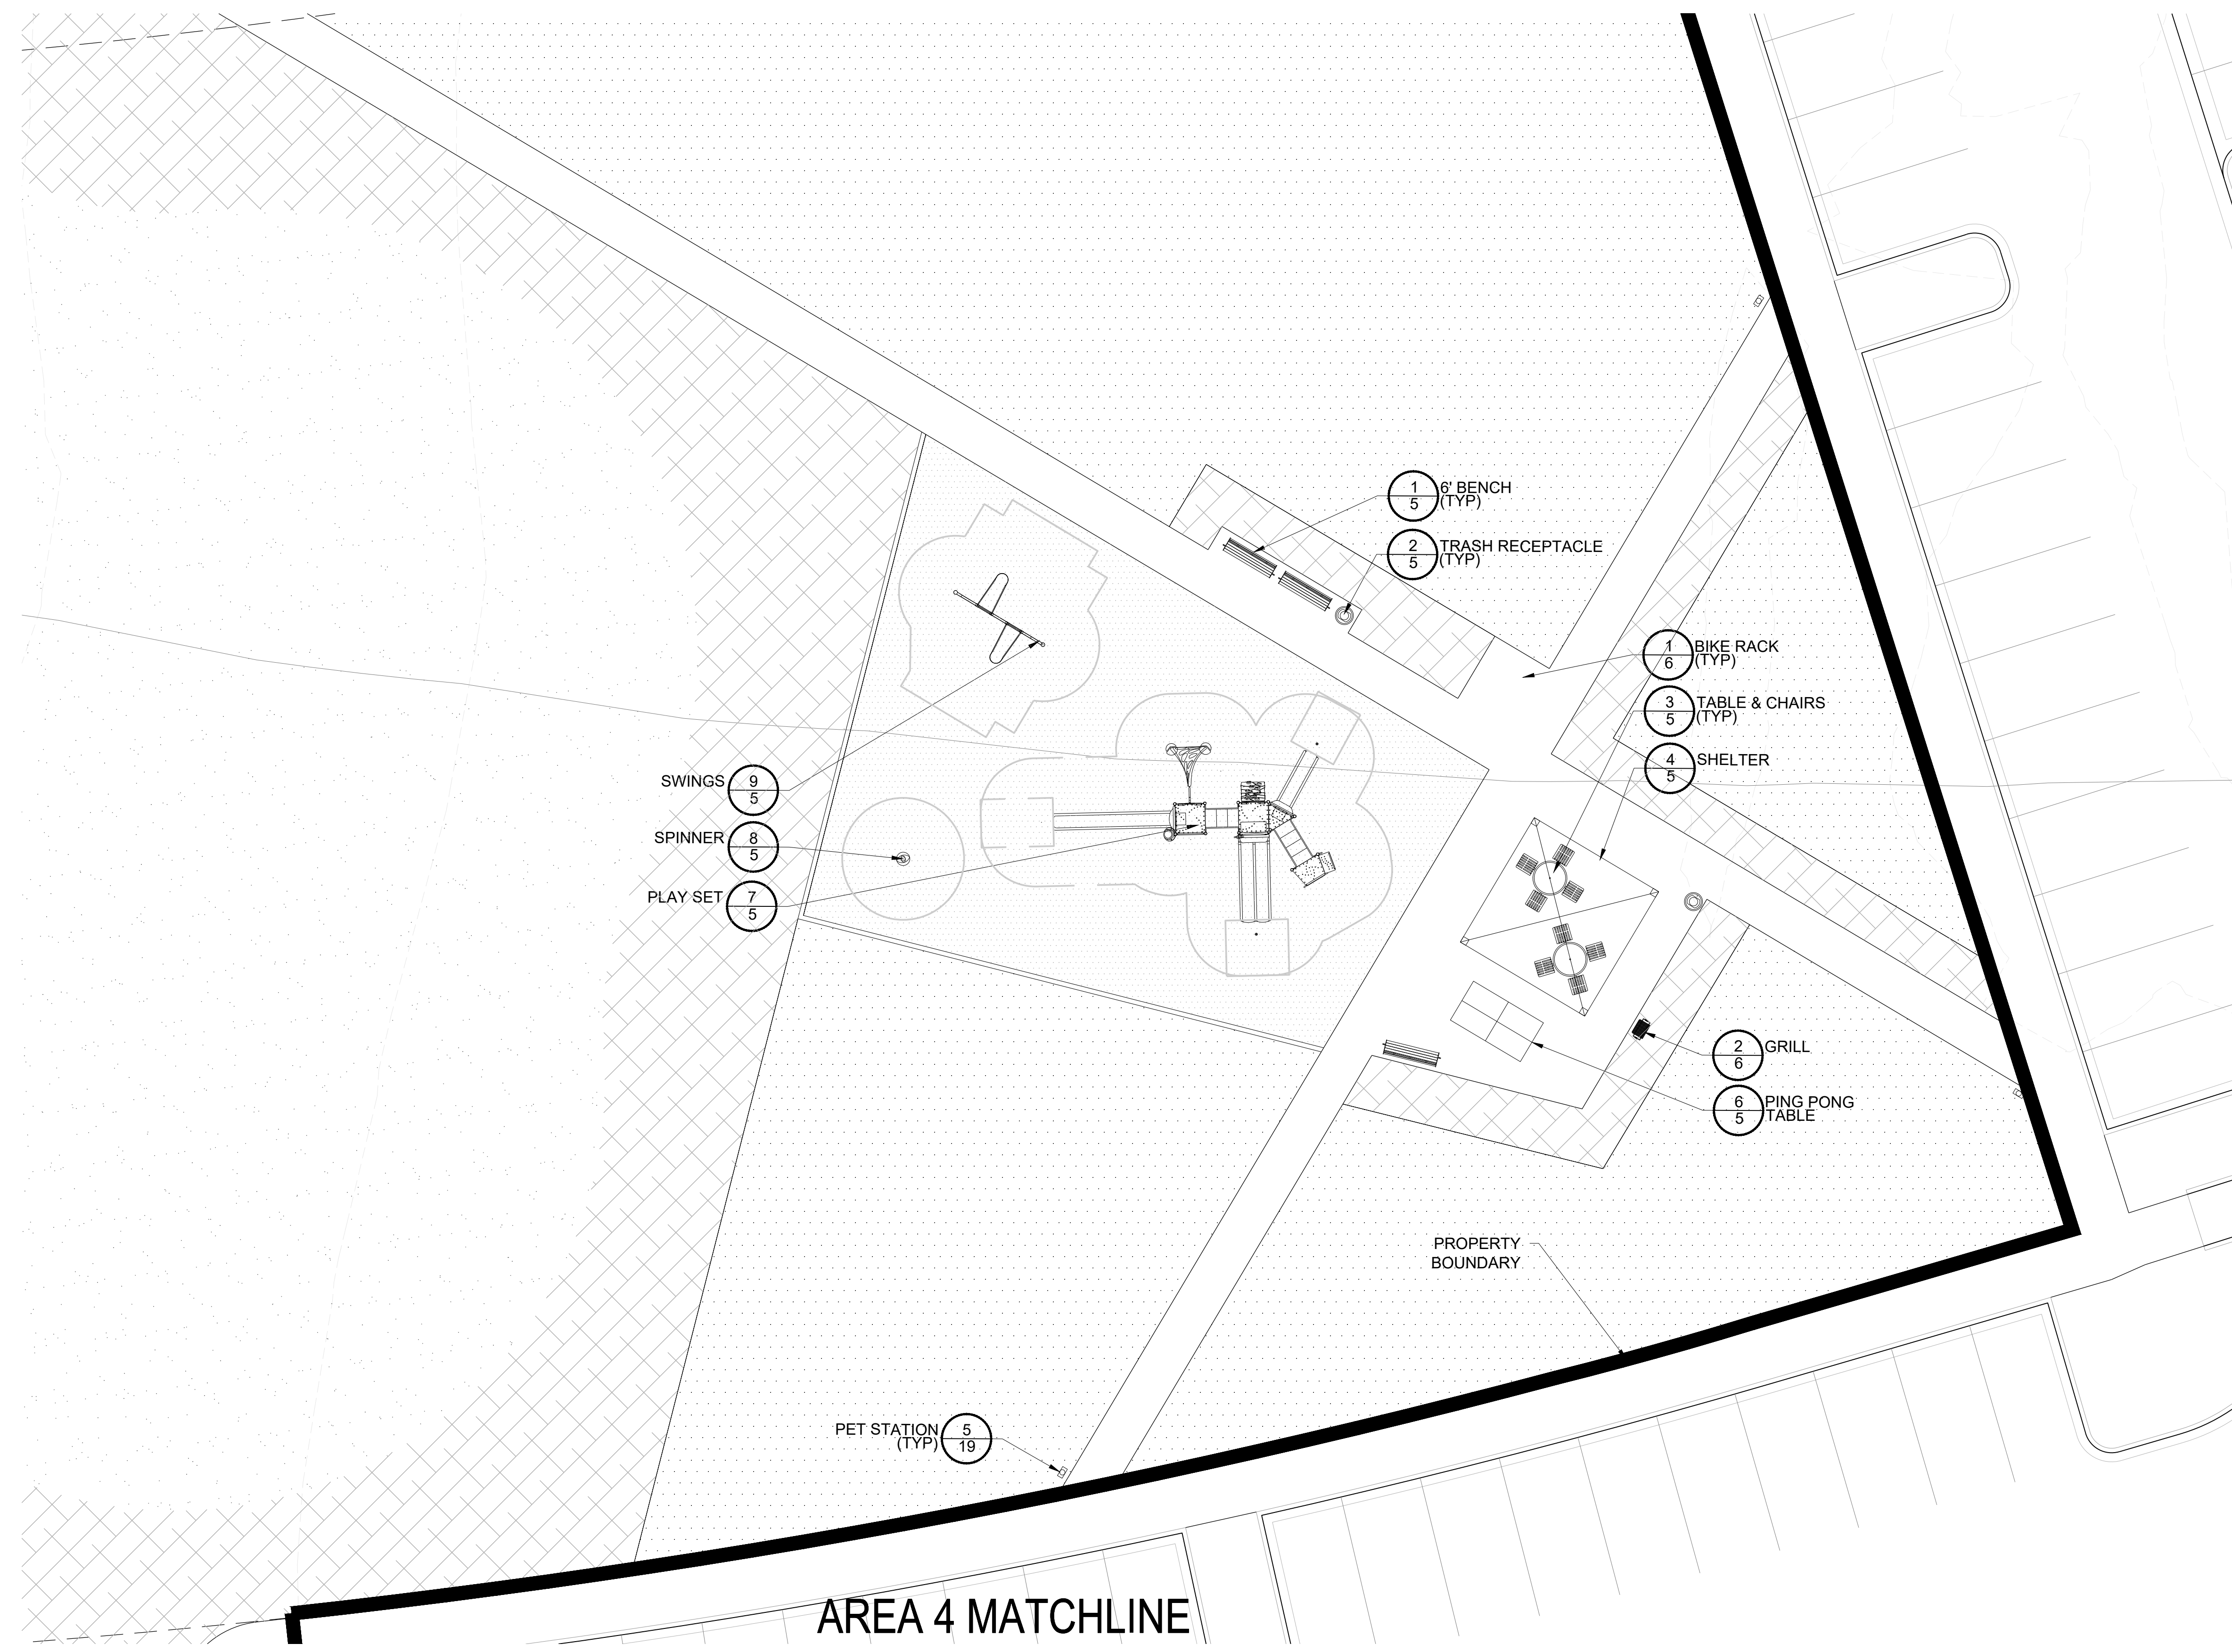 1
5
6' BENCH
(TYP)
2
5
TRASH RECEPTACLE
(TYP)
1
6
BIKE RACK
(TYP)
3
5
TABLE & CHAIRS
(TYP)
4
5
SHELTER
SWINGS
9
5
SPINNER
8
5
PLAY SET
7
5
2
6
GRILL
6
5
PING PONG
TABLE
PROPERTY
BOUNDARY
PET STATION
(TYP)
5
19
AREA 4 MATCHLINE